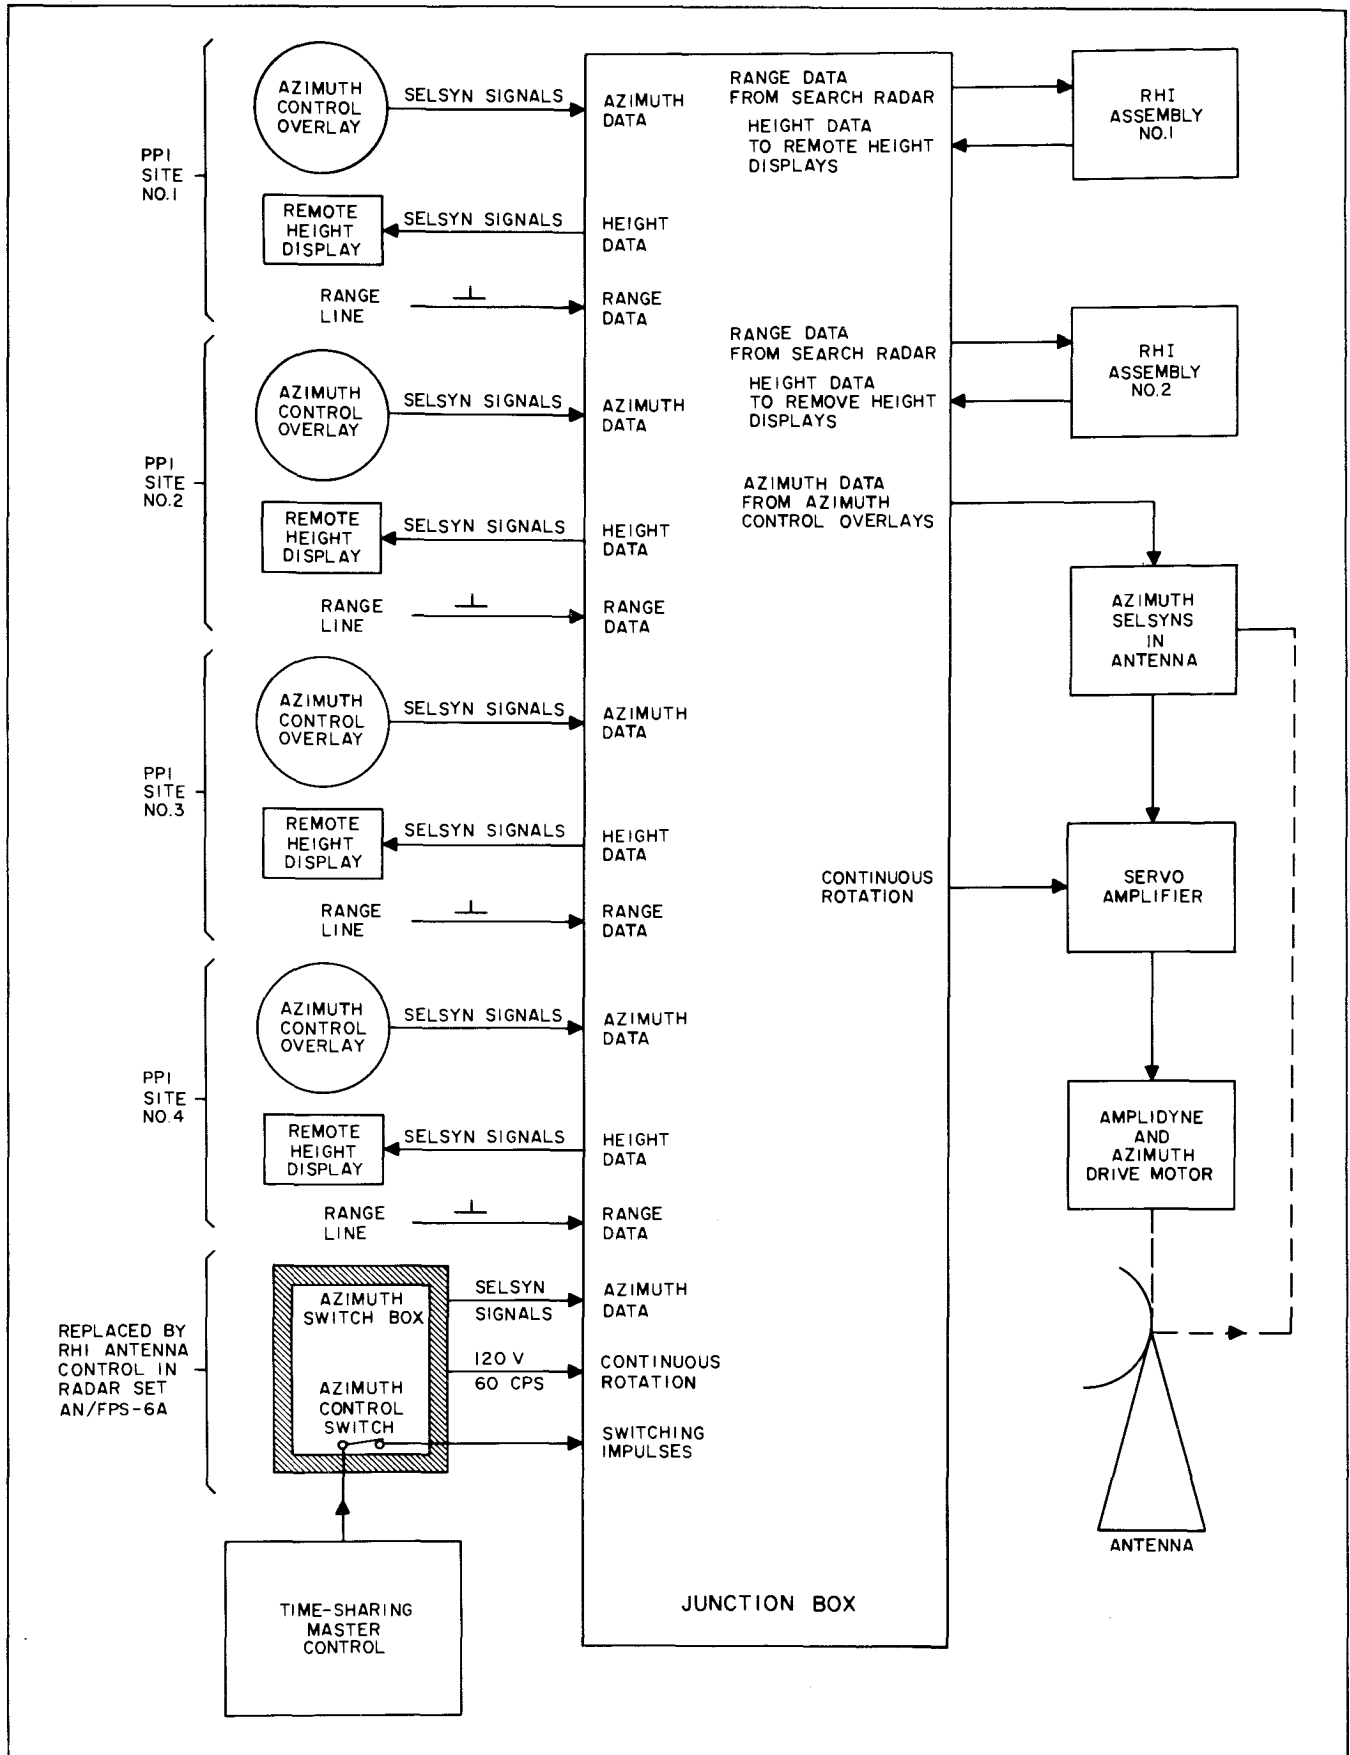 PPI
SITE
NO.1
AZIMUTH
CONTROL
OVERLAY
SELSYN SIGNALS
AZIMUTH
DATA
REMOTE
HEIGHT
DISPLAY
SELSYN SIGNALS
HEIGHT
DATA
RANGE
LINE
RANGE
DATA
PPI
SITE
NO.2
AZIMUTH
CONTROL
OVERLAY
SELSYN SIGNALS
AZIMUTH
DATA
REMOTE
HEIGHT
DISPLAY
SELSYN SIGNALS
HEIGHT
DATA
RANGE
LINE
RANGE
DATA
PPI
SITE
NO.3
AZIMUTH
CONTROL
OVERLAY
SELSYN SIGNALS
AZIMUTH
DATA
REMOTE
HEIGHT
DISPLAY
SELSYN SIGNALS
HEIGHT
DATA
RANGE
LINE
RANGE
DATA
PPI
SITE
NO.4
AZIMUTH
CONTROL
OVERLAY
SELSYN SIGNALS
AZIMUTH
DATA
REMOTE
HEIGHT
DISPLAY
SELSYN SIGNALS
HEIGHT
DATA
RANGE
LINE
RANGE
DATA
REPLACED BY
RHI ANTENNA
CONTROL IN
RADAR SET
AN/FPS-6A
AZIMUTH
SWITCH BOX
AZIMUTH
CONTROL
SWITCH
SELSYN
SIGNALS
AZIMUTH
DATA
120 V
60 CPS
CONTINUOUS
ROTATION
SWITCHING
IMPULSES
TIME-SHARING
MASTER
CONTROL
JUNCTION BOX
RANGE DATA
FROM SEARCH RADAR
HEIGHT DATA
TO REMOTE HEIGHT
DISPLAYS
RHI
ASSEMBLY
NO.1
RANGE DATA
FROM SEARCH RADAR
HEIGHT DATA
TO REMOVE HEIGHT
DISPLAYS
RHI
ASSEMBLY
NO.2
AZIMUTH DATA
FROM AZIMUTH
CONTROL OVERLAYS
AZIMUTH
SELSYNS
IN
ANTENNA
CONTINUOUS
ROTATION
SERVO
AMPLIFIER
AMPLIDYNE
AND
AZIMUTH
DRIVE MOTOR
ANTENNA